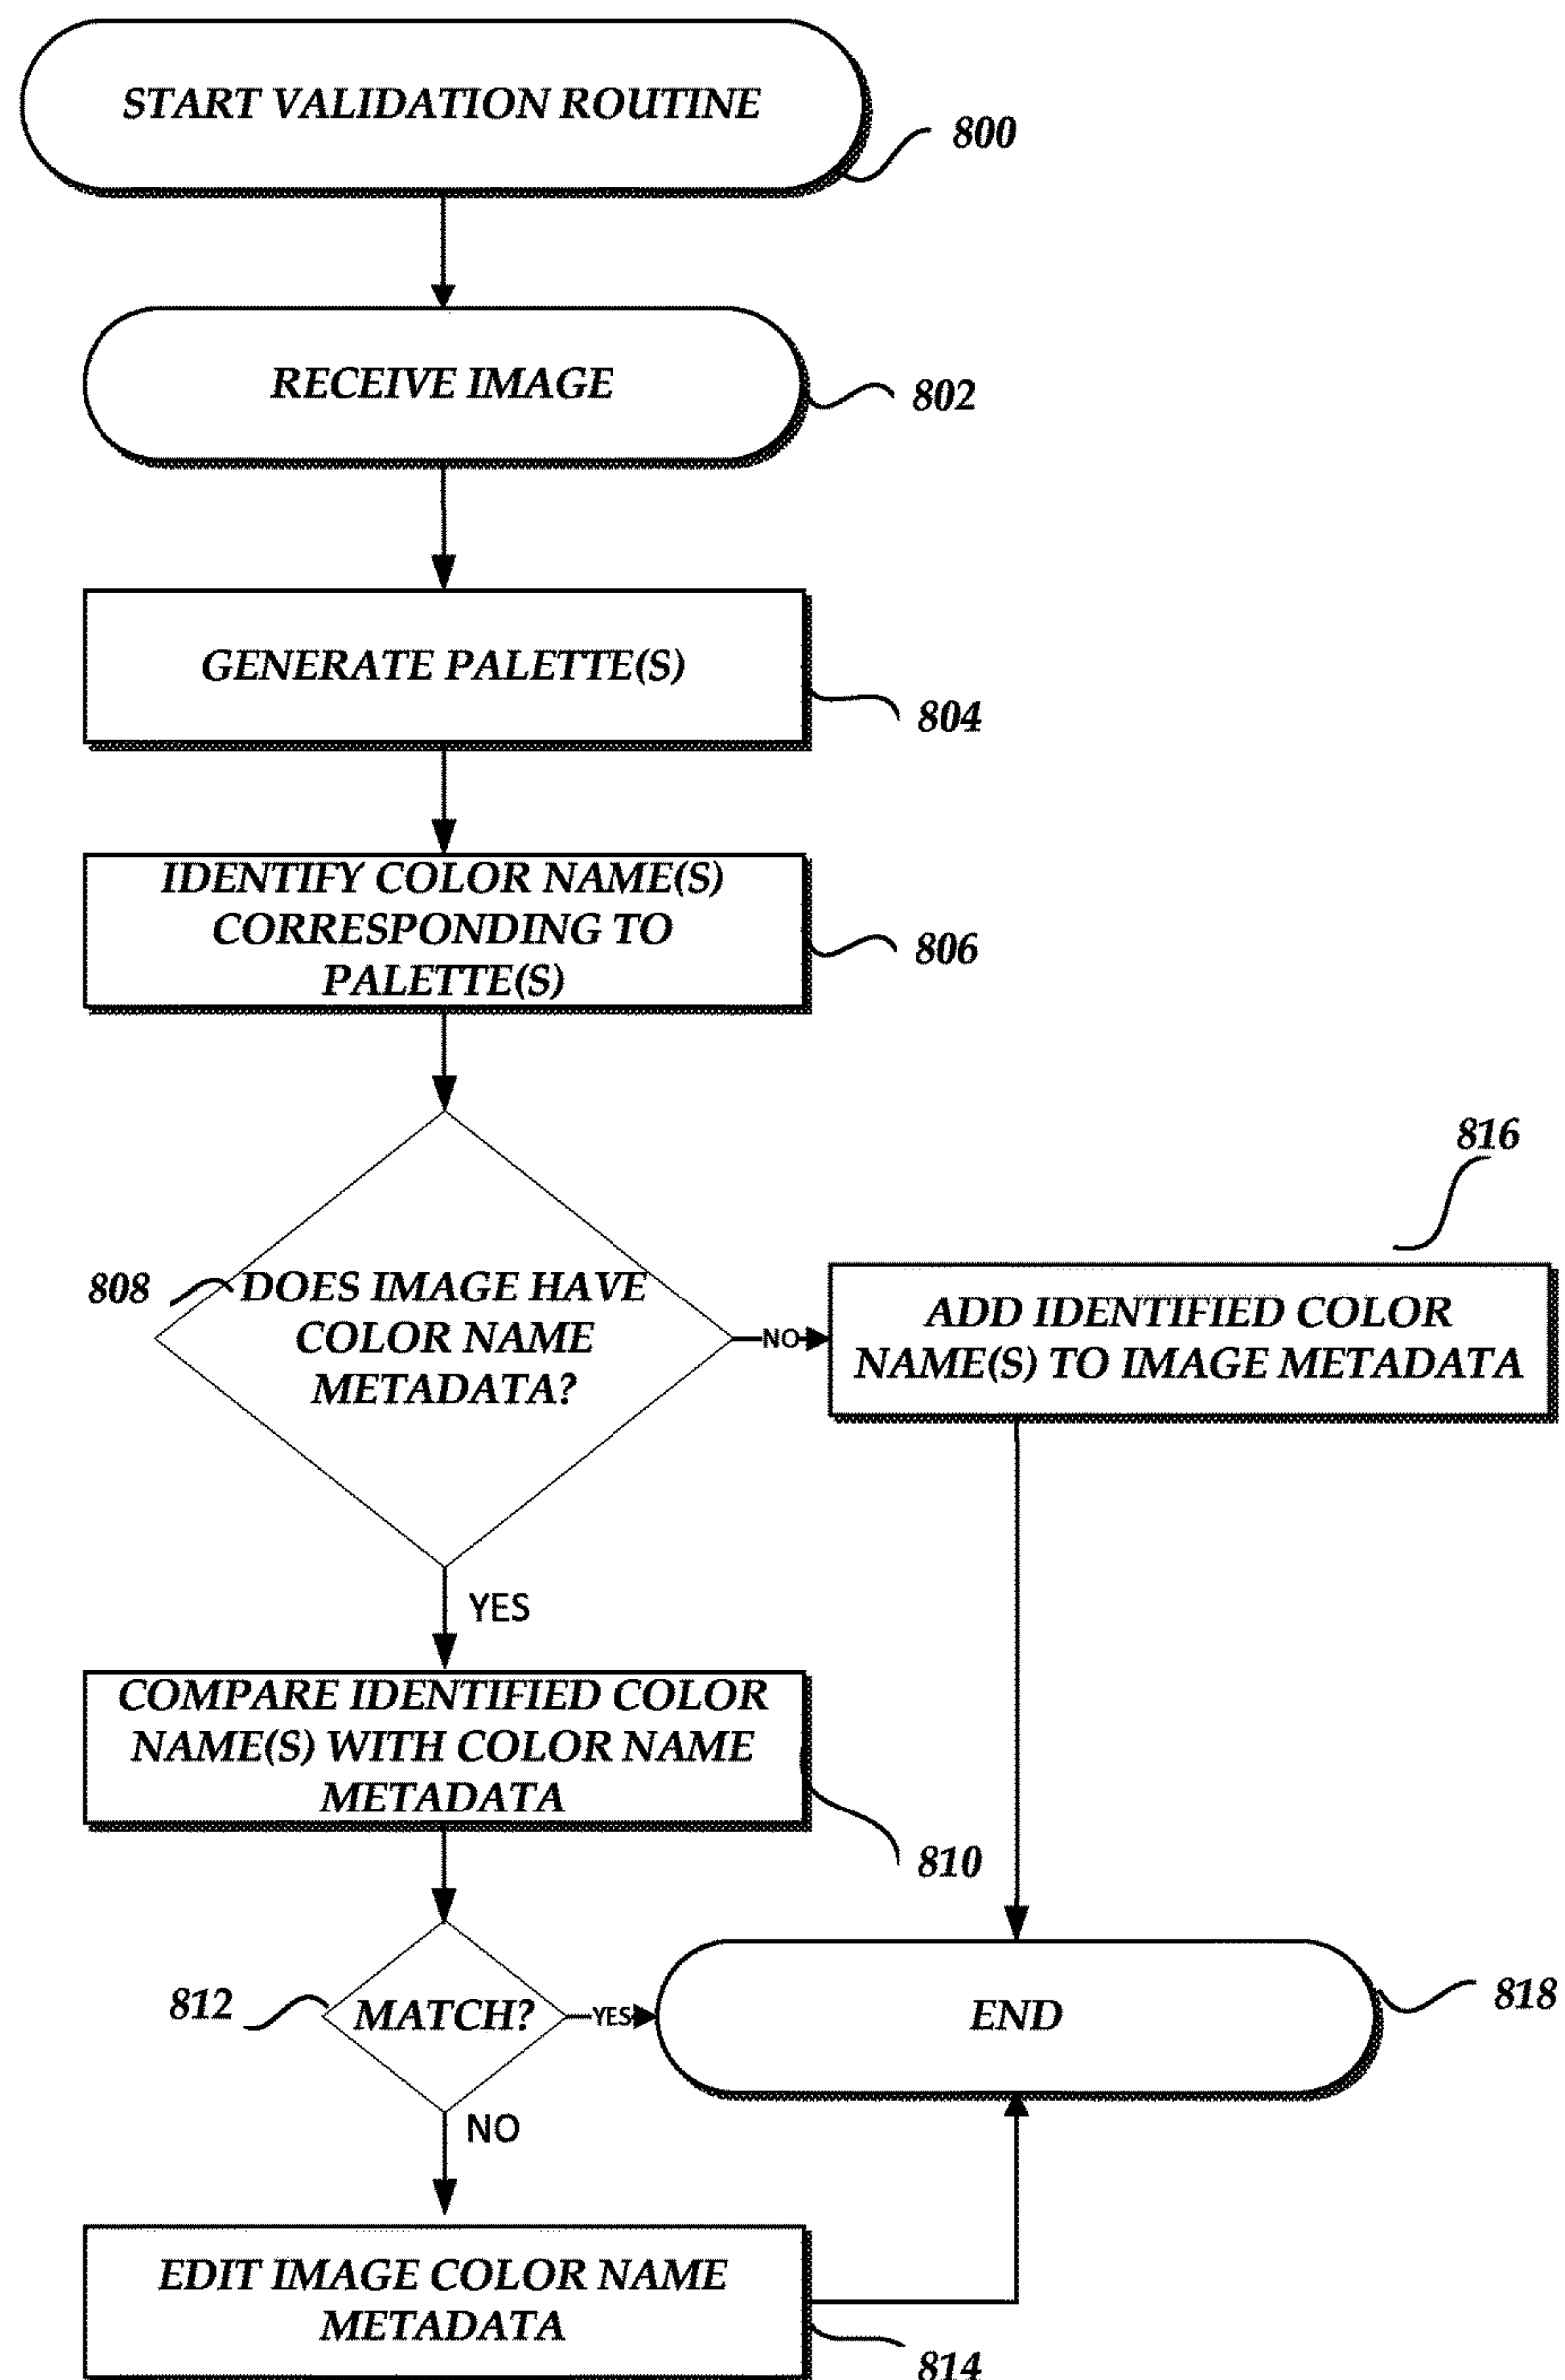 START VALIDATION ROUTINE
800
RECEIVE IMAGE
802
GENERATE PALETTE(S)
804
IDENTIFY COLOR NAME(S)
CORRESPONDING TO
PALETTE(S)
806
808
DOES IMAGE HAVE
COLOR NAME
METADATA?
NO
816
ADD IDENTIFIED COLOR
NAME(S) TO IMAGE METADATA
YES
COMPARE IDENTIFIED COLOR
NAME(S) WITH COLOR NAME
METADATA
810
812
MATCH?
YES
END
818
NO
EDIT IMAGE COLOR NAME
METADATA
814